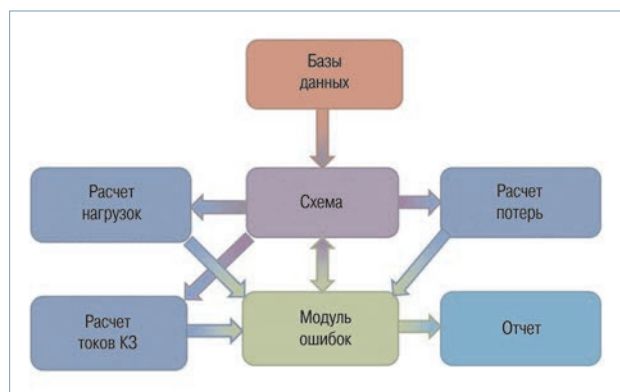 Базы
данных
Расчет
нагрузок
Схема
Расчет
потерь
Расчет
токов КЗ
Модуль
ошибок
Отчет